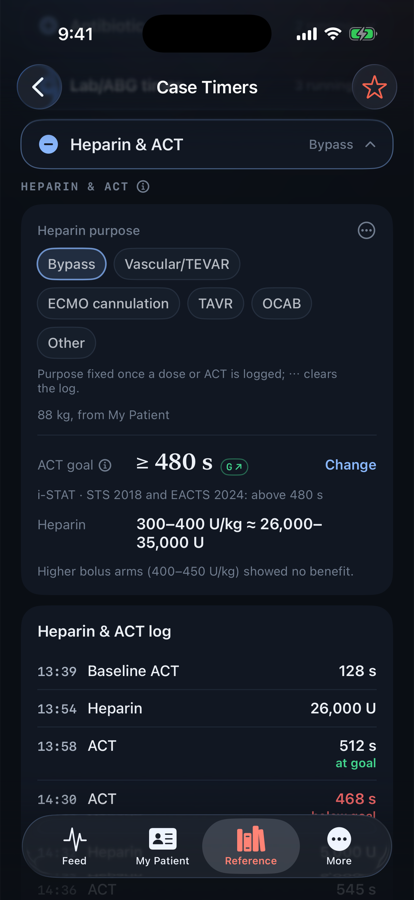 9:41
Case Timers
Heparin & ACT
Bypass
HEPARIN & ACT
Heparin purpose
Bypass
Vascular/TEVAR
ECMO cannulation
TAVR
OCAB
Other
Purpose fixed once a dose or ACT is logged; ··· clears
the log.
88 kg, from My Patient
ACT goal
≥ 480 s
G↗
Change
i-STAT · STS 2018 and EACTS 2024: above 480 s
Heparin
300–400 U/kg ≈ 26,000–
35,000 U
Higher bolus arms (400–450 U/kg) showed no benefit.
Heparin & ACT log
13:39 Baseline ACT 128 s
13:54 Heparin 26,000 U
13:58 ACT 512 s
at goal
14:30 ACT 468 s
below goal
Feed
My Patient
Reference
More
14:36 ACT 545 s